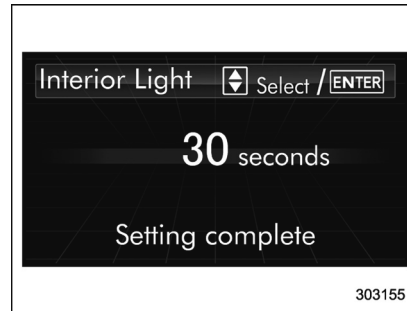 Interior Light Select / ENTER
30 seconds
Setting complete
303155